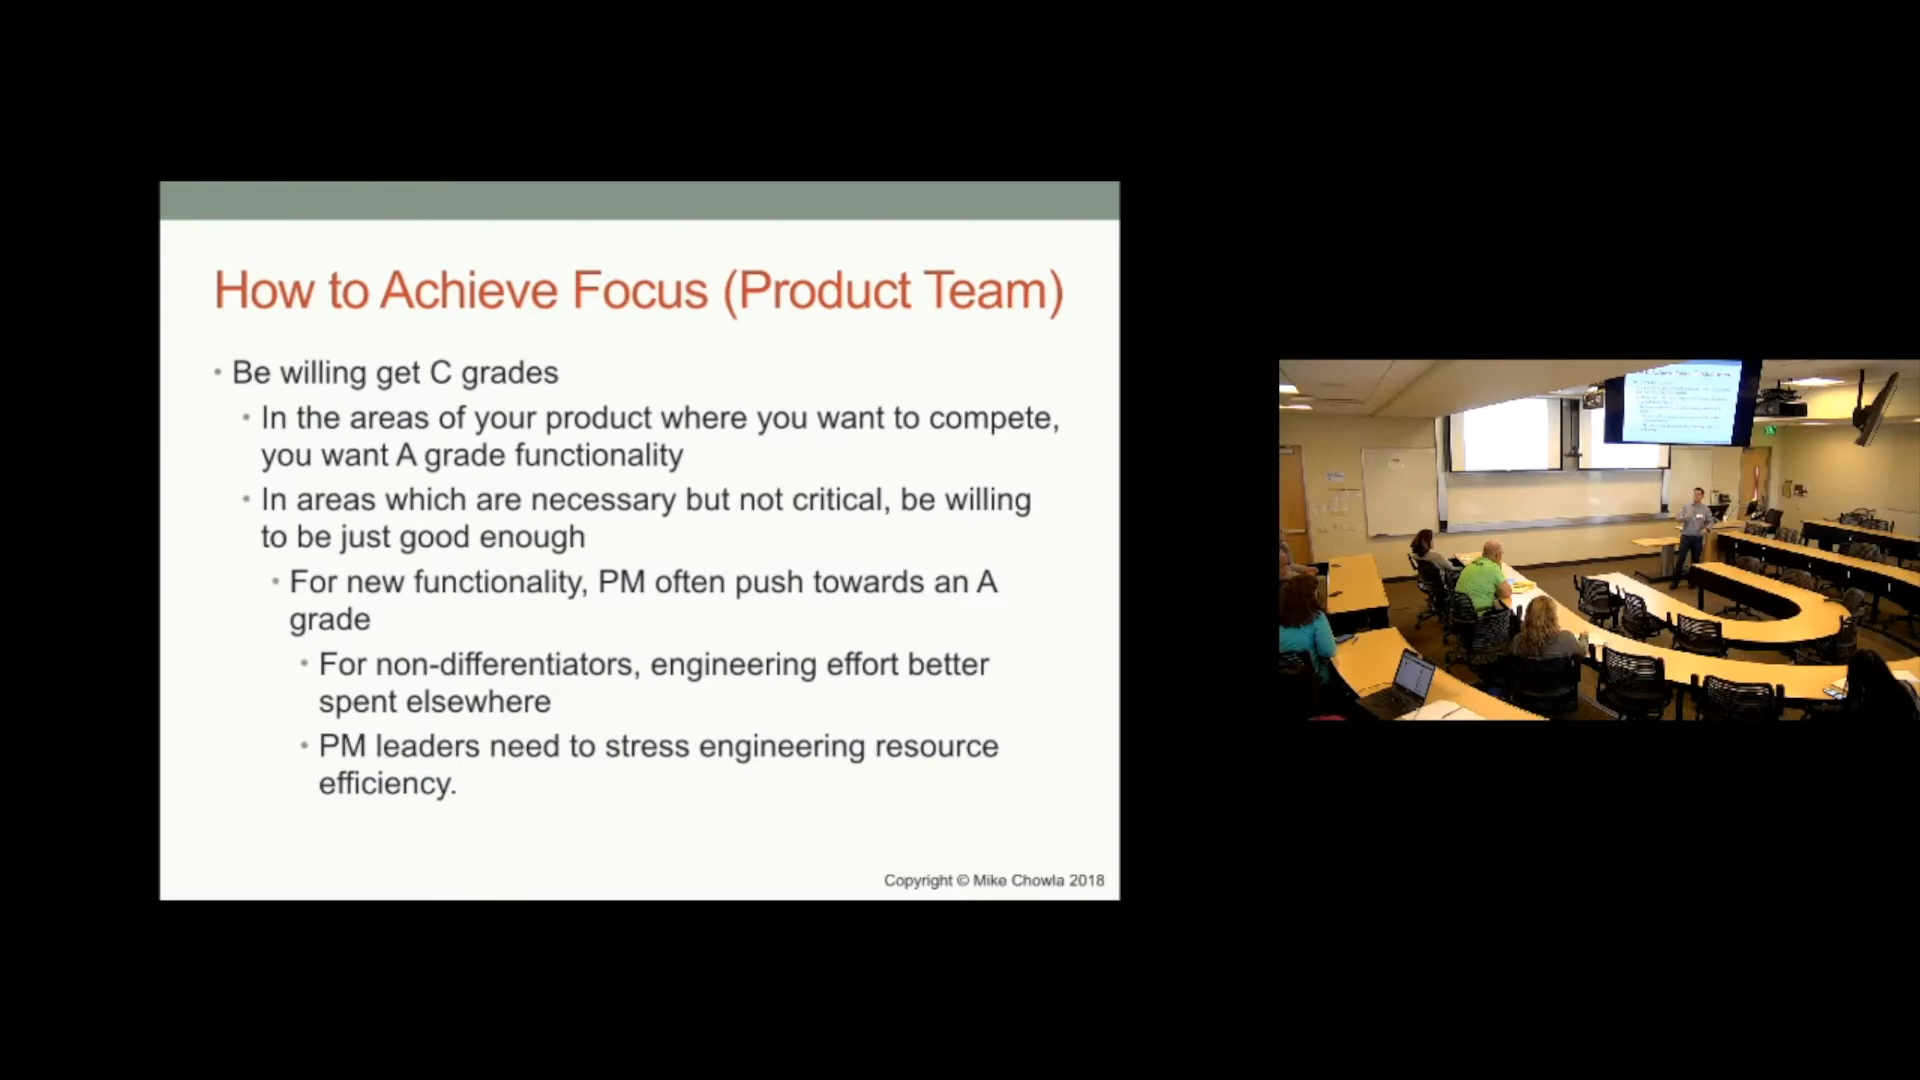 How to Achieve Focus (Product Team)
• Be willing get C grades
• In the areas of your product where you want to compete,
you want A grade functionality
• In areas which are necessary but not critical, be willing
to be just good enough
• For new functionality, PM often push towards an A
grade
• For non-differentiators, engineering effort better
spent elsewhere
• PM leaders need to stress engineering resource
efficiency.
Copyright © Mike Chowla 2018